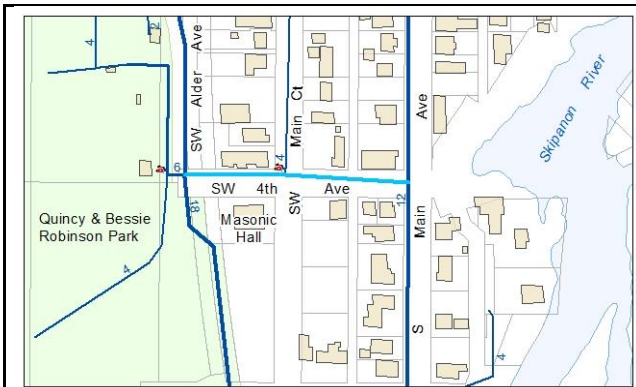 4
2
SW Alder Ave
Main Ct
4
Ave
Skipanon River
6
SW 4th Ave
18
SW
12
Quincy & Bessie
Robinson Park
Masonic
Hall
S Main
4
4